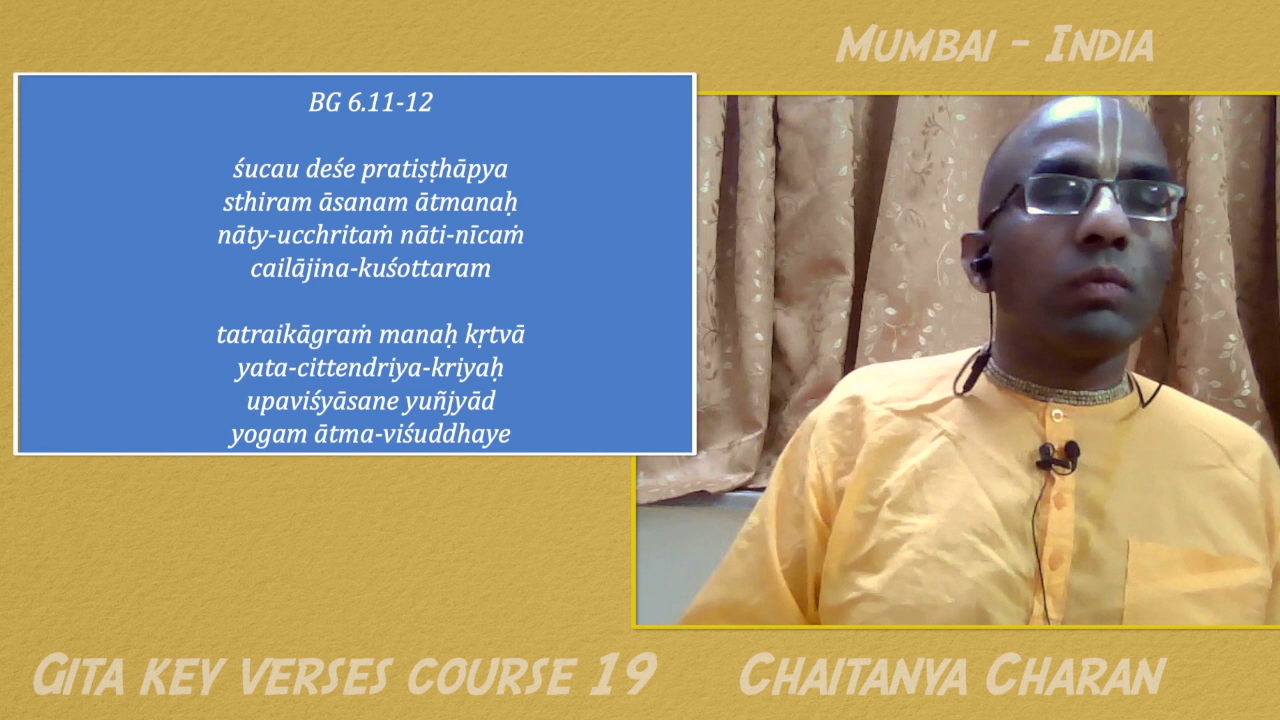 MUMBAI - INDIA
BG 6.11-12
śucau deśe pratiṣṭhāpya
sthiram āsanam ātmanaḥ
nāty-ucchritaṁ nāti-nīcaṁ
cailājina-kuśottaram
tatraikāgraṁ manaḥ kṛtvā
yata-cittendriya-kriyaḥ
upaviśyāsane yuñjyād
yogam ātma-viśuddhaye
GITA KEY VERSES COURSE 19
CHAITANYA CHARAN